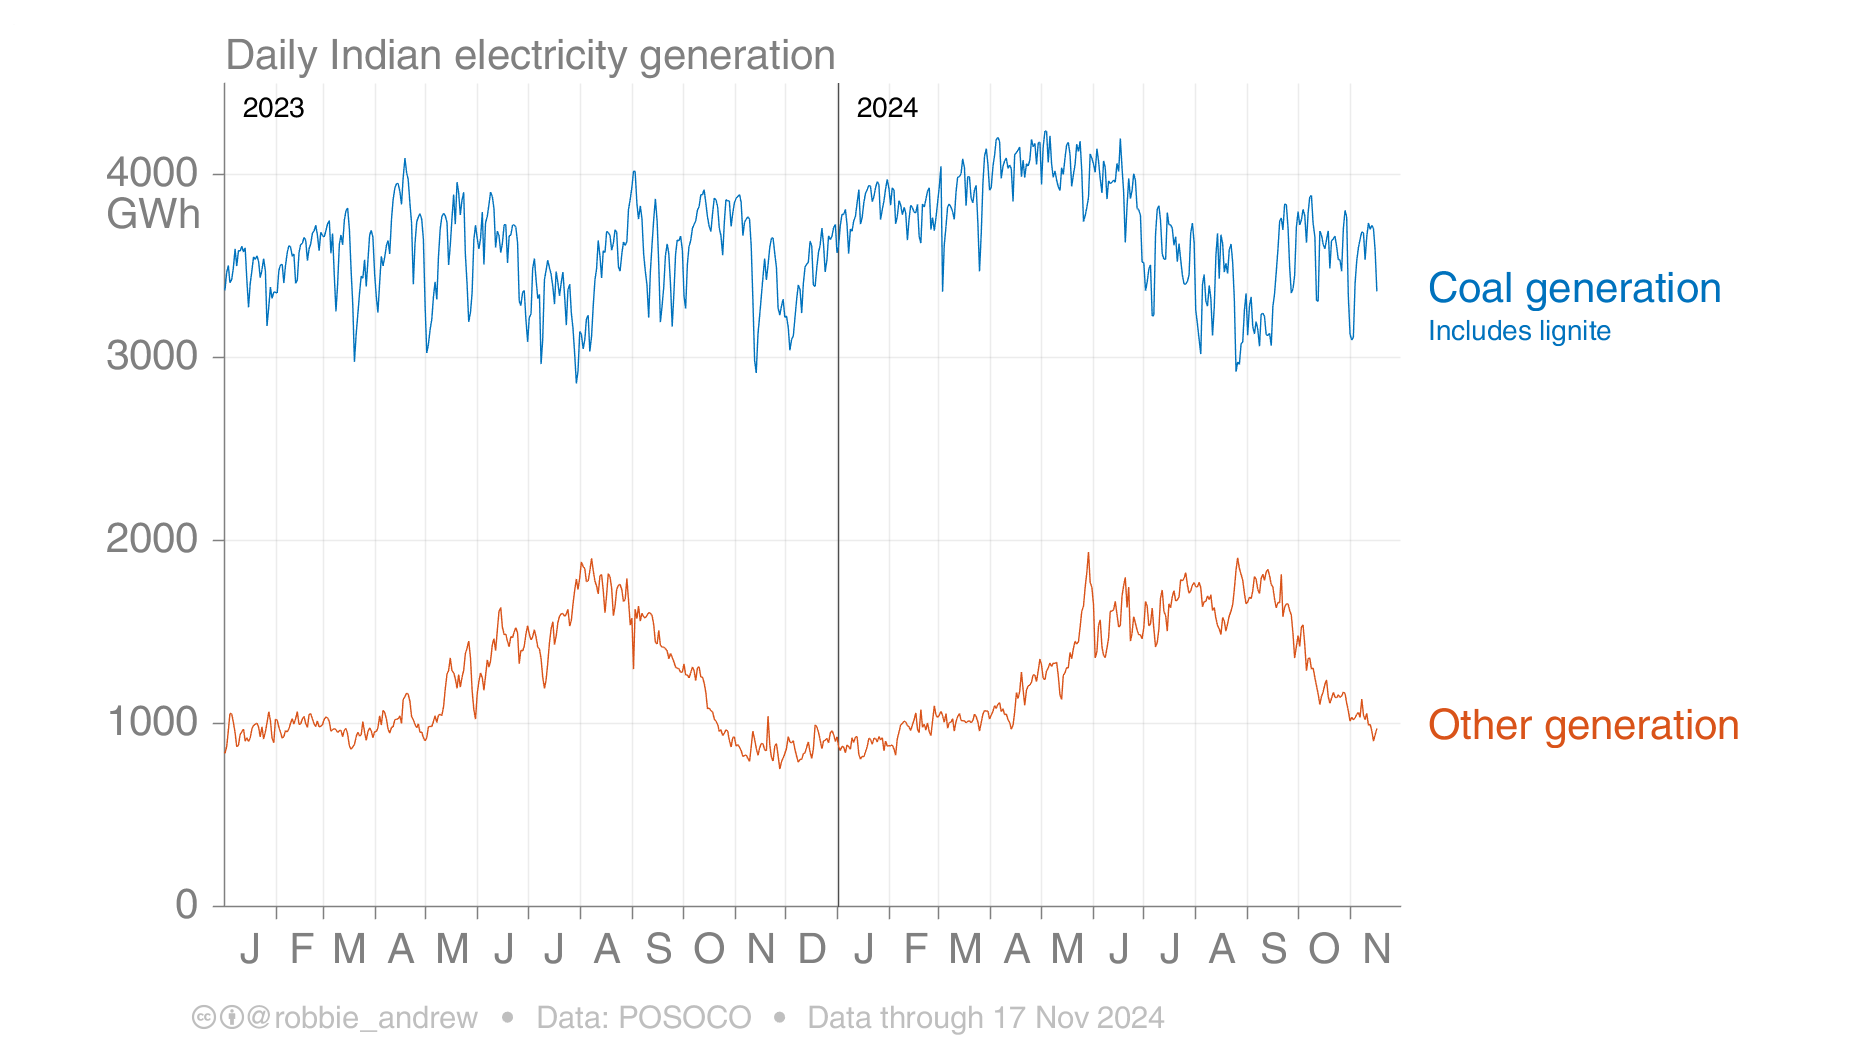 Daily Indian electricity generation
2023
2024
4000
GWh
3000
2000
1000
0
Coal generation
Includes lignite
Other generation
J F M A M J J A S O N D J F M A M J J A S O N
@robbie_andrew • Data: POSOCO • Data through 17 Nov 2024